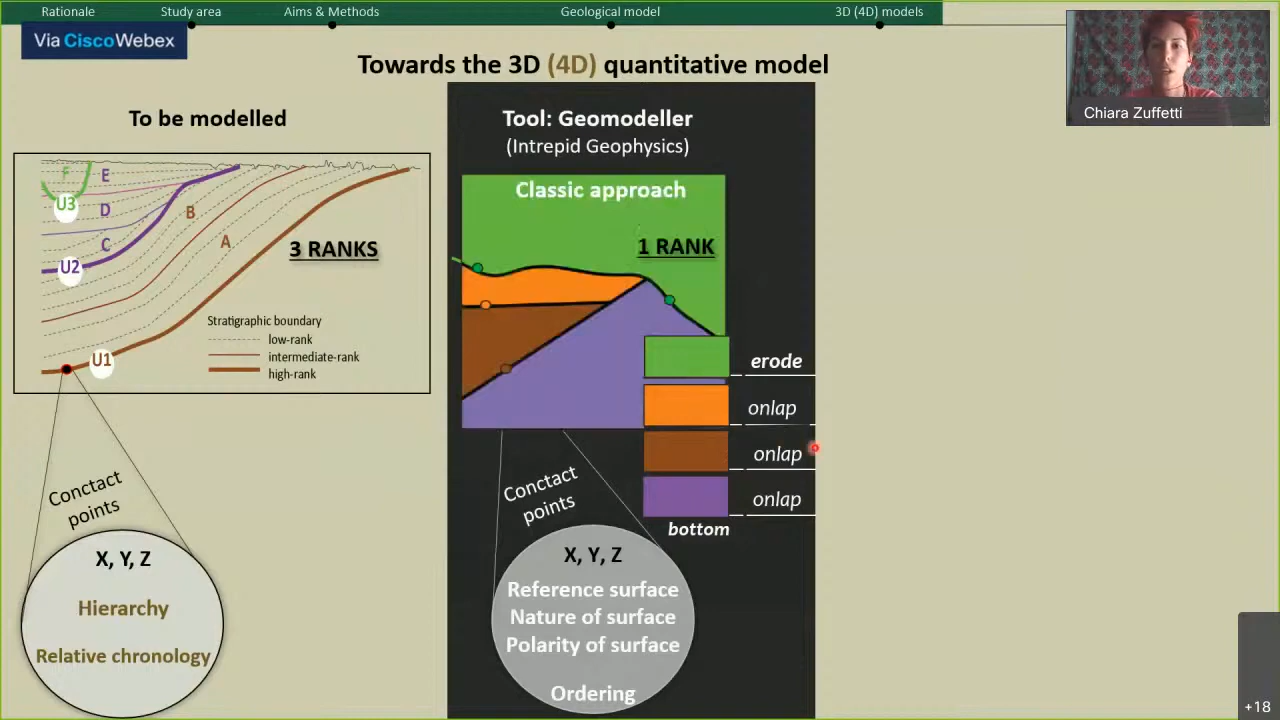 Rationale Study area Aims & Methods Geological model 3D (4D) models
Via CiscoWebex
Towards the 3D (4D) quantitative model
Chiara Zuffetti
To be modelled
F E
U3 D
B
C A
U2
3 RANKS
Stratigraphic boundary
low-rank
intermediate-rank
high-rank
U1
Conctact
points
X, Y, Z
Hierarchy
Relative chronology
Tool: Geomodeller
(Intrepid Geophysics)
Classic approach
1 RANK
erode
onlap
onlap
onlap
bottom
Conctact
points
X, Y, Z
Reference surface
Nature of surface
Polarity of surface
Ordering
+18